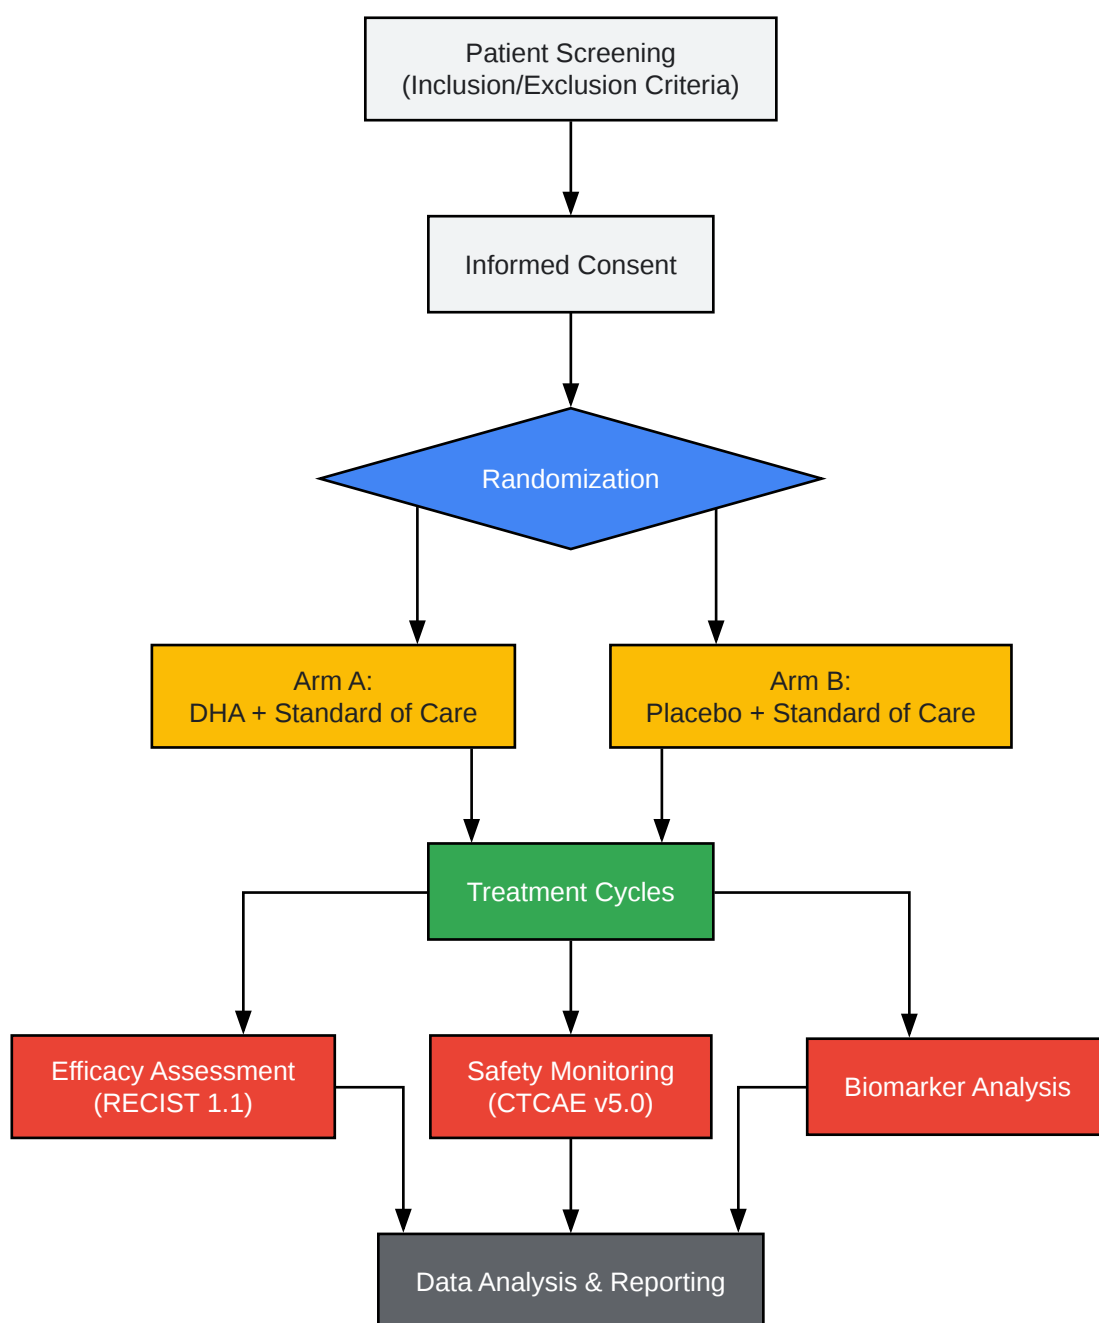 Patient Screening
(Inclusion/Exclusion Criteria)
Informed Consent
Randomization
Arm A:
DHA + Standard of Care
Arm B:
Placebo + Standard of Care
Treatment Cycles
Efficacy Assessment
(RECIST 1.1)
Safety Monitoring
(CTCAE v5.0)
Biomarker Analysis
Data Analysis & Reporting